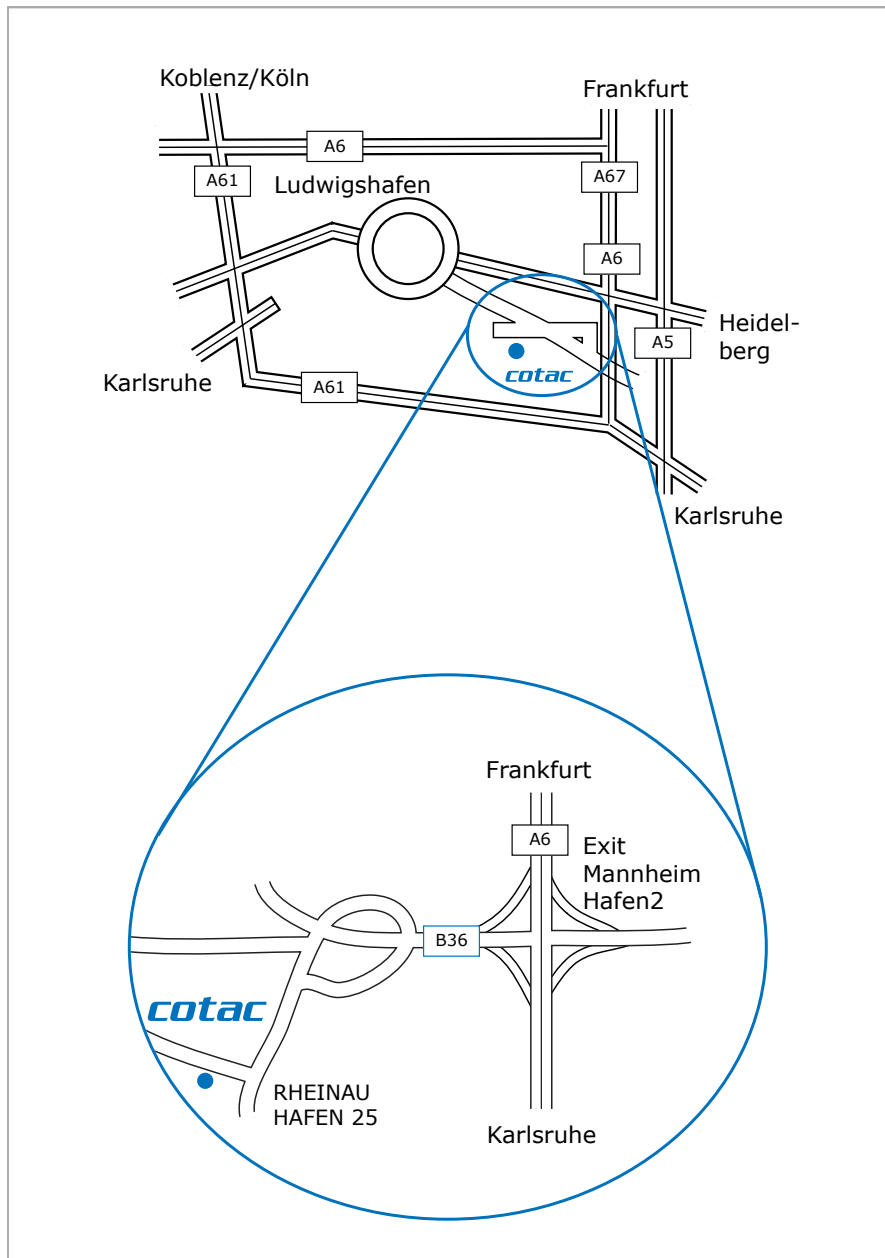 Koblenz/Köln
Frankfurt
A6
A61
Ludwigshafen
A67
A6
Heidel-
berg
A5
cotac
Karlsruhe
A61
Karlsruhe
Frankfurt
A6
Exit
Mannheim
Hafen2
B36
cotac
RHEINAU
HAFEN 25
Karlsruhe